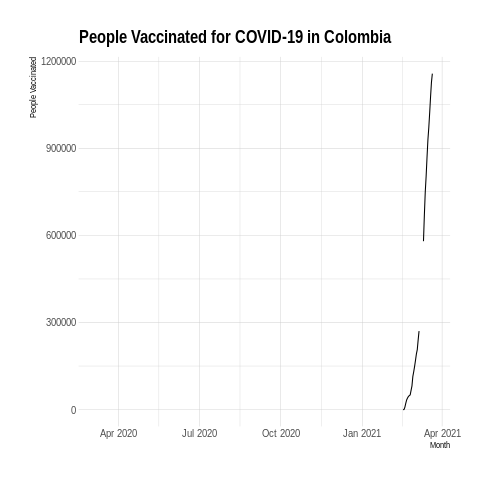 People Vaccinated for COVID-19 in Colombia
People Vaccinated
1200000
900000
600000
300000
0
Apr 2020 Jul 2020 Oct 2020 Jan 2021 Apr 2021
Month